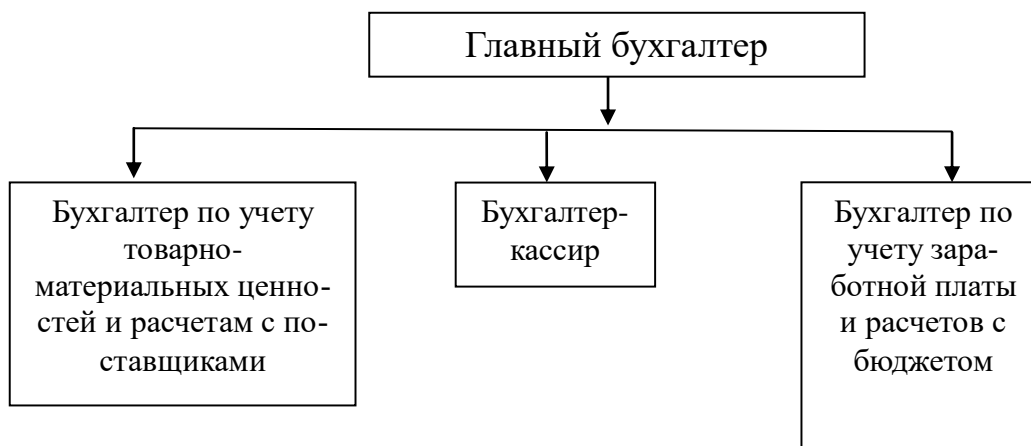 Главный бухгалтер
Бухгалтер по учету
товарно-
материальных ценно-
стей и расчетам с по-
ставщиками
Бухгалтер-
кассир
Бухгалтер по
учету зара-
ботной платы
и расчетов с
бюджетом